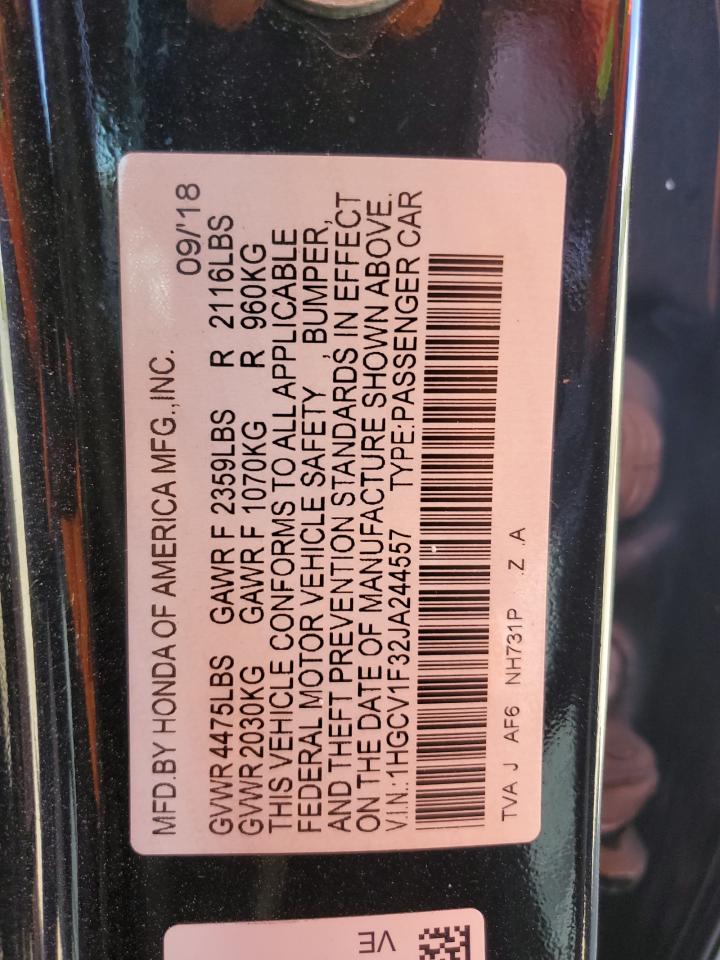 MFD.BY HONDA OF AMERICA MFG.,INC. 09/'18
GVWR 4475LBS GAWR F 2359LBS R 2116LBS
GVWR 2030KG GAWR F 1070KG R 960KG
THIS VEHICLE CONFORMS TO ALL APPLICABLE
FEDERAL MOTOR VEHICLE SAFETY , BUMPER,
AND THEFT PREVENTION STANDARDS IN EFFECT
ON THE DATE OF MANUFACTURE SHOWN ABOVE.
V.I.N.:1HGCV1F32JA244557 TYPE:PASSENGER CAR
TVA J AF6 NH731P .Z .A
VE